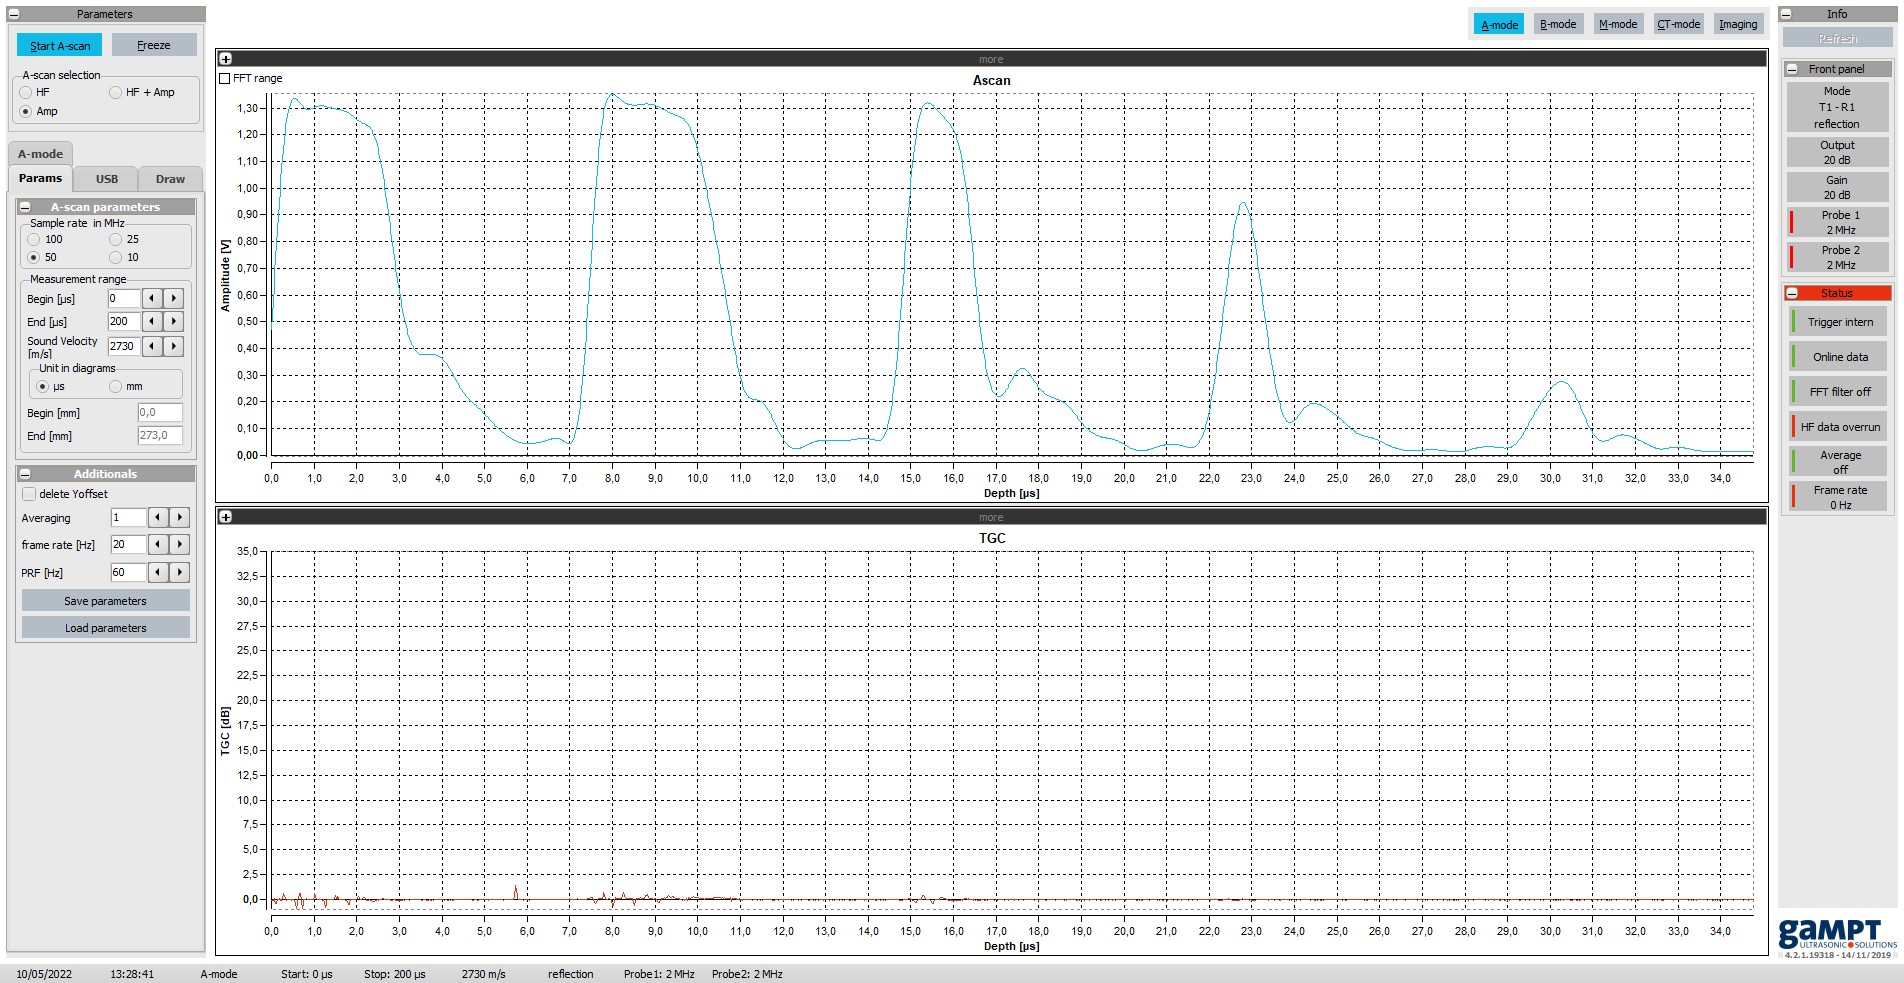 Parameters
Start A-scan
Freeze
A-scan selection
HF
HF + Amp
Amp
A-mode
Params
USB
Draw
A-scan parameters
Sample rate in MHz
100
25
50
10
Measurement range
Begin [µs]
0
End [µs]
200
Sound Velocity
[m/s]
2730
Unit in diagrams
µs
mm
Begin [mm]
0,0
End [mm]
273,0
Additionals
delete Yoffset
Averaging
1
frame rate [Hz]
20
PRF [Hz]
60
Save parameters
Load parameters
A-mode
B-mode
M-mode
CT-mode
Imaging
more
FFT range
Ascan
Amplitude [V]
1,30
1,20
1,10
1,00
0,90
0,80
0,70
0,60
0,50
0,40
0,30
0,20
0,10
0,00
0,0 1,0 2,0 3,0 4,0 5,0 6,0 7,0 8,0 9,0 10,0 11,0 12,0 13,0 14,0 15,0 16,0 17,0 18,0 19,0 20,0 21,0 22,0 23,0 24,0 25,0 26,0 27,0 28,0 29,0 30,0 31,0 32,0 33,0 34,0
Depth [µs]
more
TGC
TGC [dB]
35,0
32,5
30,0
27,5
25,0
22,5
20,0
17,5
15,0
12,5
10,0
7,5
5,0
2,5
0,0
0,0 1,0 2,0 3,0 4,0 5,0 6,0 7,0 8,0 9,0 10,0 11,0 12,0 13,0 14,0 15,0 16,0 17,0 18,0 19,0 20,0 21,0 22,0 23,0 24,0 25,0 26,0 27,0 28,0 29,0 30,0 31,0 32,0 33,0 34,0
Depth [µs]
Info
Refresh
Front panel
Mode
T1 - R1
reflection
Output
20 dB
Gain
20 dB
Probe 1
2 MHz
Probe 2
2 MHz
Status
Trigger intern
Online data
FFT filter off
HF data overrun
Average
off
Frame rate
0 Hz
gaMPT
ULTRASONIC SOLUTIONS
4.2.1.19318 - 14/11/2019
10/05/2022 13:28:41 A-mode Start: 0 µs Stop: 200 µs 2730 m/s reflection Probe1: 2 MHz Probe2: 2 MHz